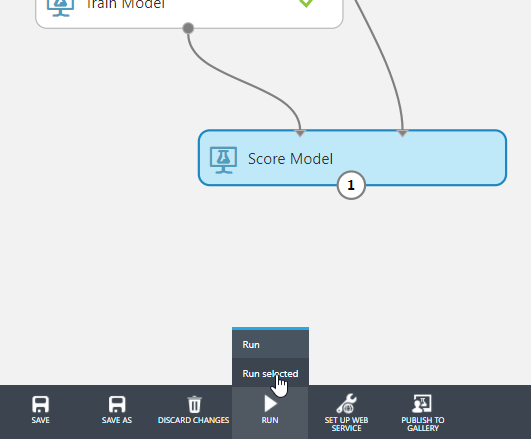 Train Model
Score Model
1
Run
Run selected
SAVE
SAVE AS
DISCARD CHANGES
RUN
SET UP WEB
SERVICE
PUBLISH TO
GALLERY